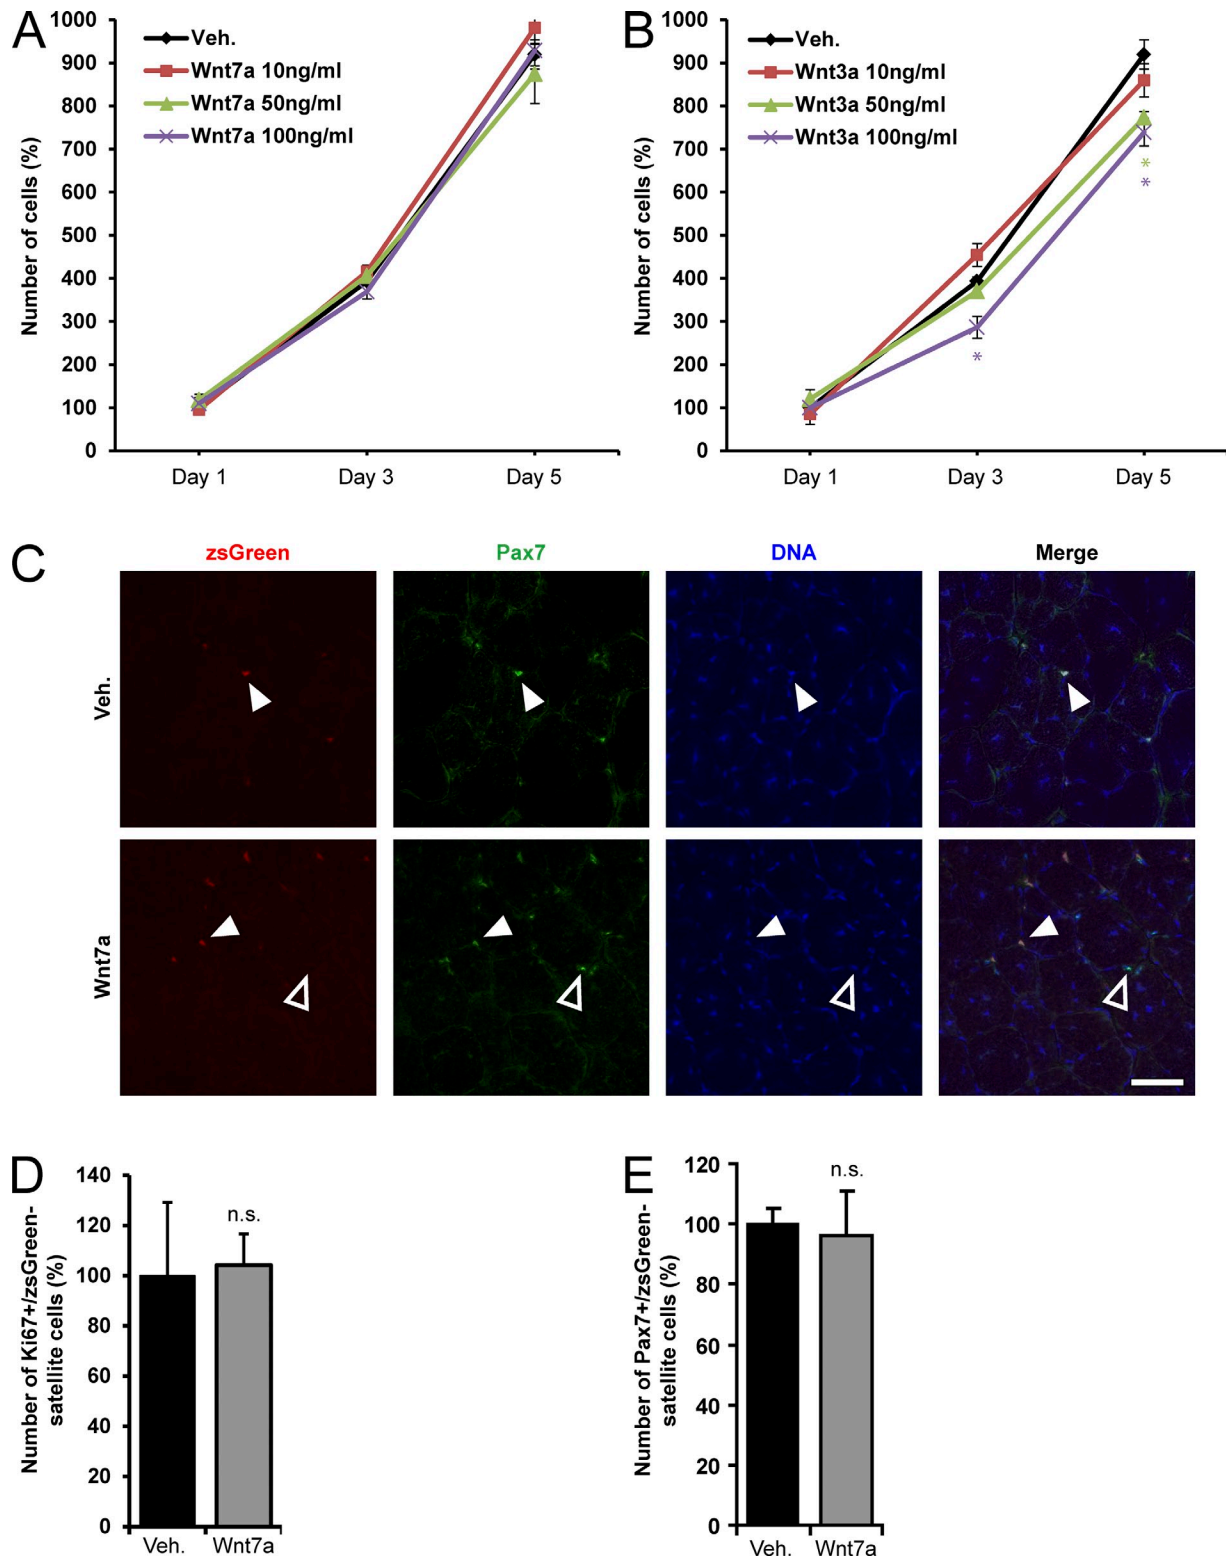 A
1000
900
800
700
600
500
400
300
200
100
0
Number of cells (%)
Veh.
Wnt7a 10ng/ml
Wnt7a 50ng/ml
Wnt7a 100ng/ml
Day 1
Day 3
Day 5
B
1000
900
800
700
600
500
400
300
200
100
0
Number of cells (%)
Veh.
Wnt3a 10ng/ml
Wnt3a 50ng/ml
Wnt3a 100ng/ml
*
*
*
Day 1
Day 3
Day 5
C
zsGreen
Pax7
DNA
Merge
Veh.
Wnt7a
D
140
120
100
80
60
40
20
0
Number of Ki67+/zsGreen-
satellite cells (%)
n.s.
Veh.
Wnt7a
E
120
100
80
60
40
20
0
Number of Pax7+/zsGreen-
satellite cells (%)
n.s.
Veh.
Wnt7a